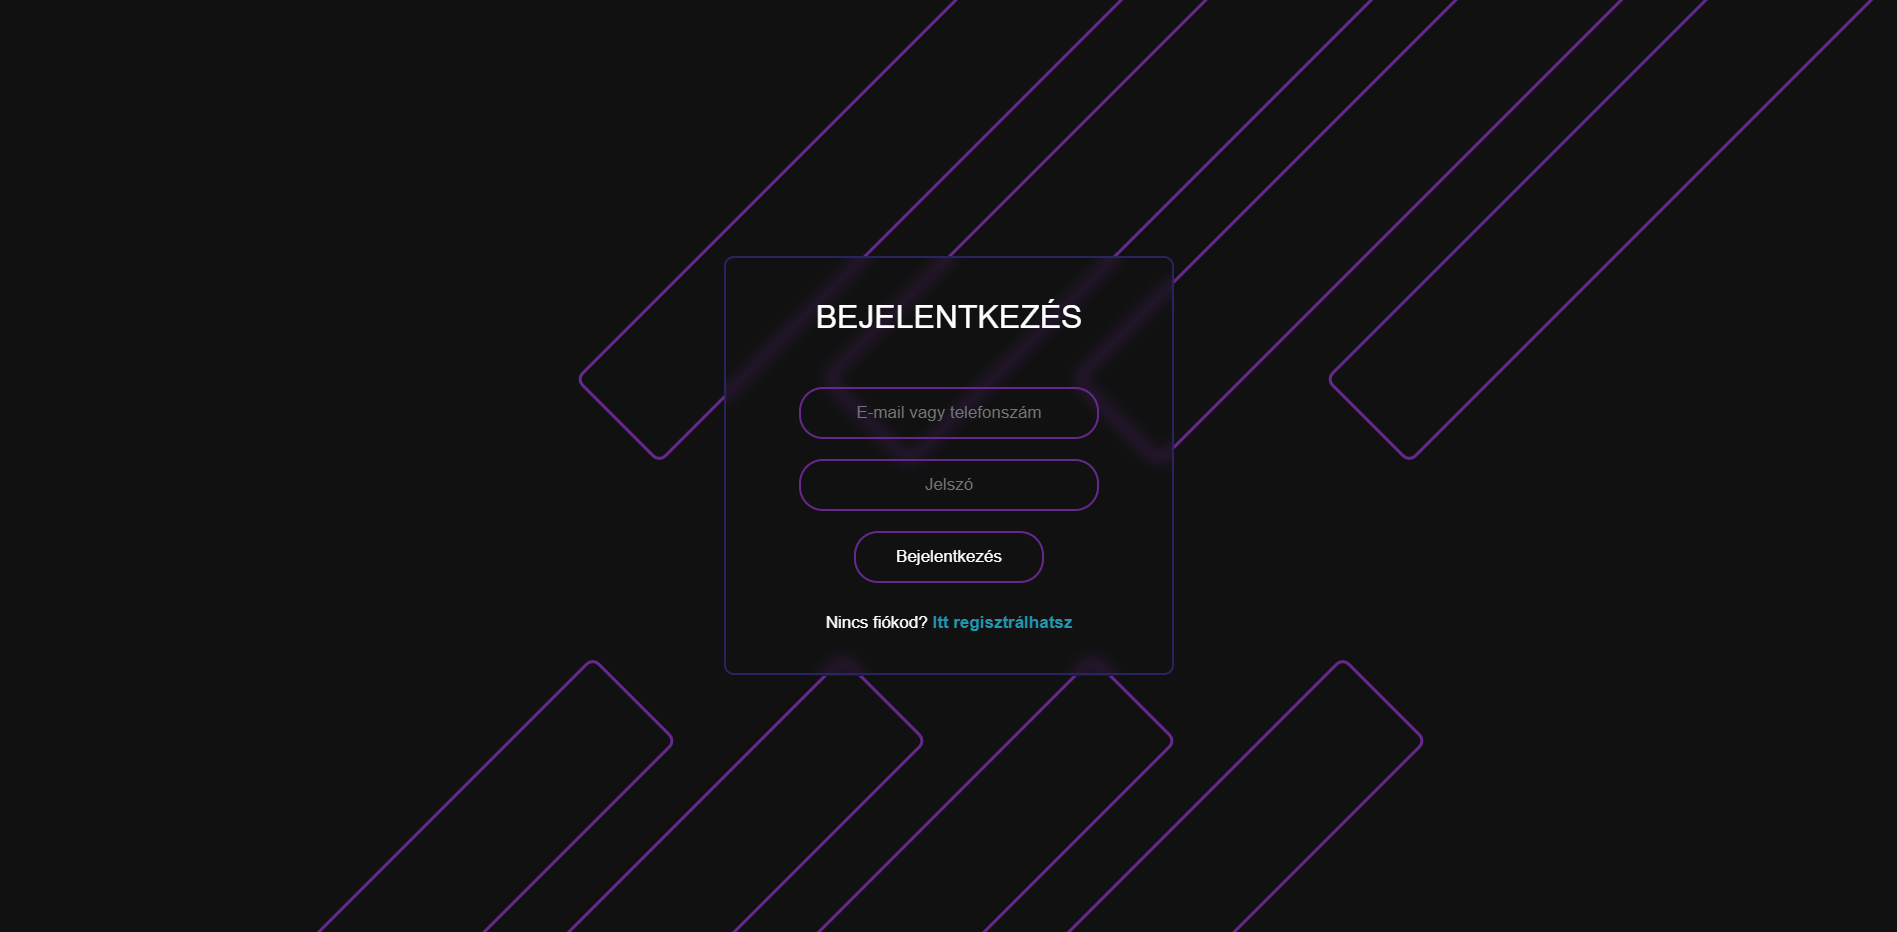 BEJELENTKEZÉS
E-mail vagy telefonszám
Jelszó
Bejelentkezés
Nincs fiókod? Itt regisztrálhatsz